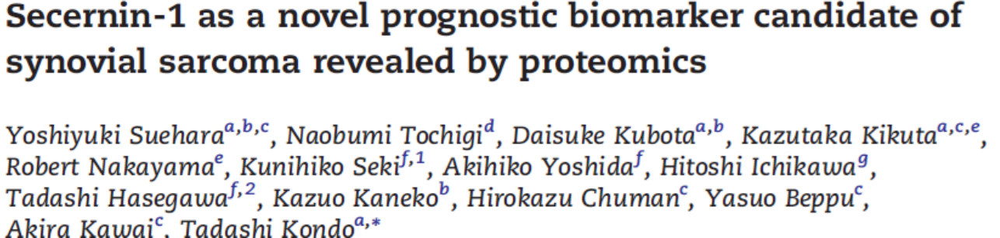 Secernin-1 as a novel prognostic biomarker candidate of
synovial sarcoma revealed by proteomics
Yoshiyuki Suehara a,b,c, Naobumi Tochigi d, Daisuke Kubota a,b, Kazutaka Kikuta a,c,e,
Robert Nakayama e, Kunihiko Seki f,1, Akihiko Yoshida f, Hitoshi Ichikawa g,
Tadashi Hasegawa f,2, Kazuo Kaneko b, Hirokazu Chuman c, Yasuo Beppu c,
Akira Kawai c, Tadashi Kondo a,*